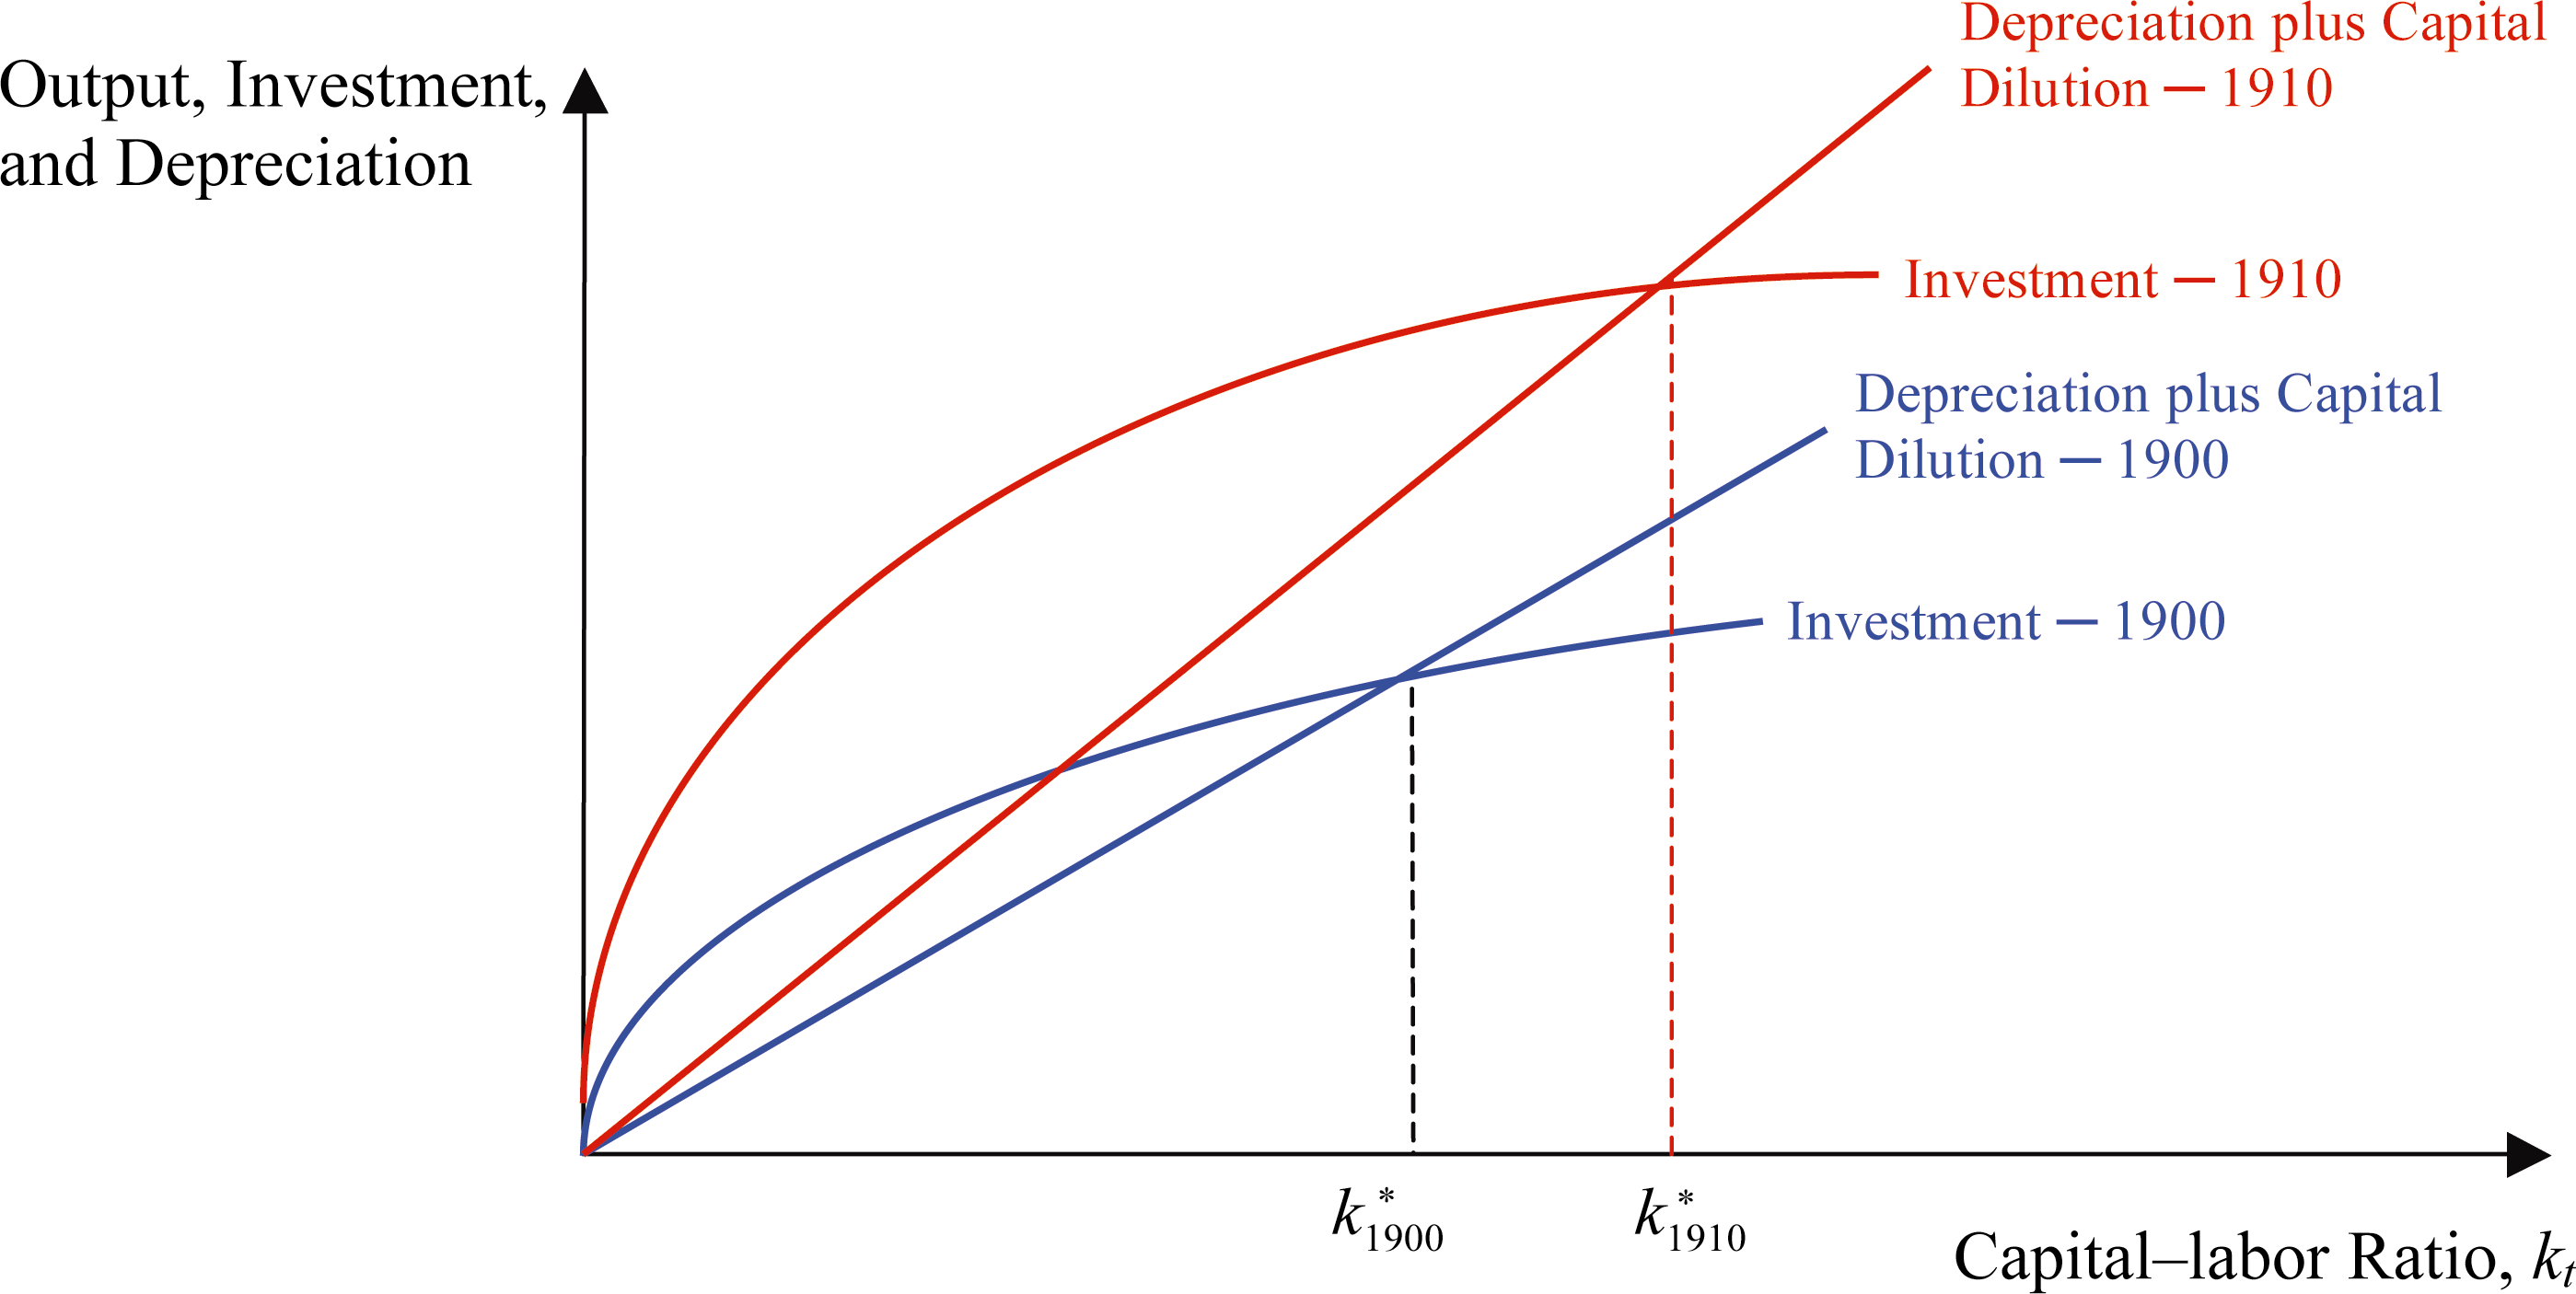 Depreciation plus Capital
Dilution — 1910
Output, Investment,
and Depreciation
Investment — 1910
Depreciation plus Capital
Dilution — 1900
Investment — 1900
k*1900
k*1910
Capital–labor Ratio, kt